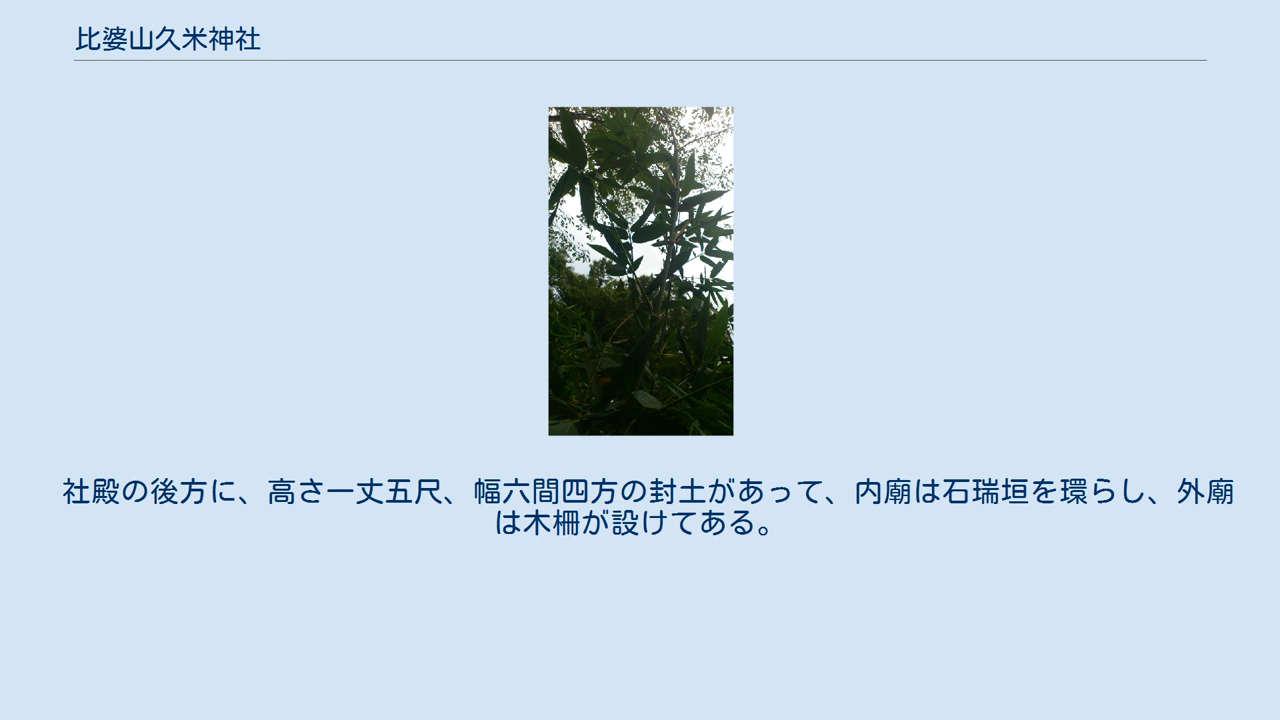 比婆山久米神社
社殿の後方に、高さ一丈五尺、幅六間四方の封土があって、内廟は石瑞垣を環らし、外廟
は木柵が設けてある。